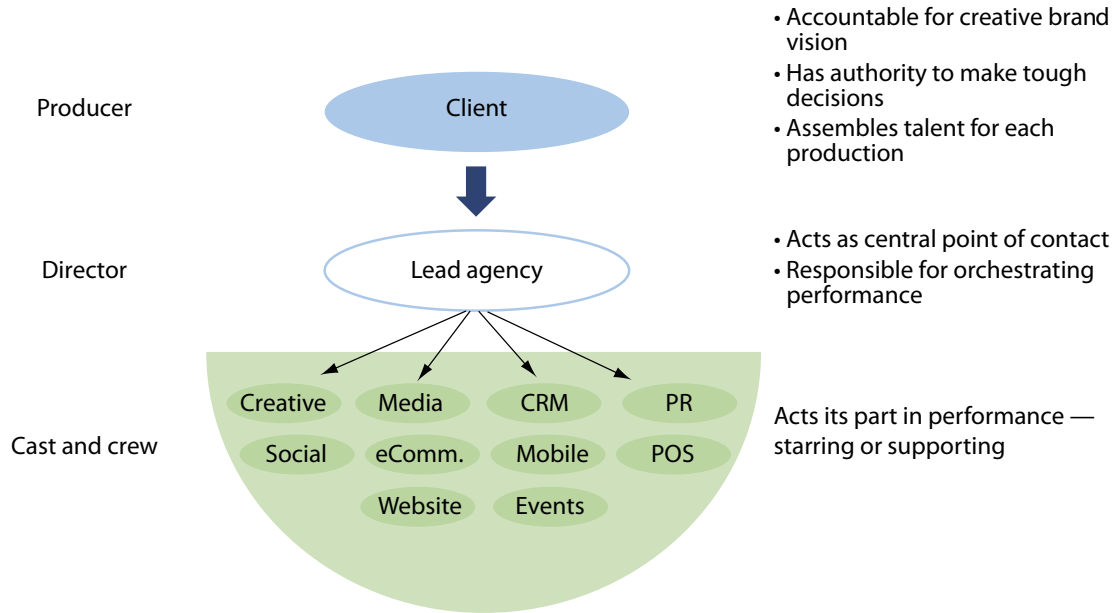 • Accountable for creative brand
vision
• Has authority to make tough
decisions
• Assembles talent for each
production
Producer
Client
• Acts as central point of contact
• Responsible for orchestrating
performance
Director
Lead agency
Creative
Media
CRM
PR
Acts its part in performance —
starring or supporting
Cast and crew
Social
eComm.
Mobile
POS
Website
Events